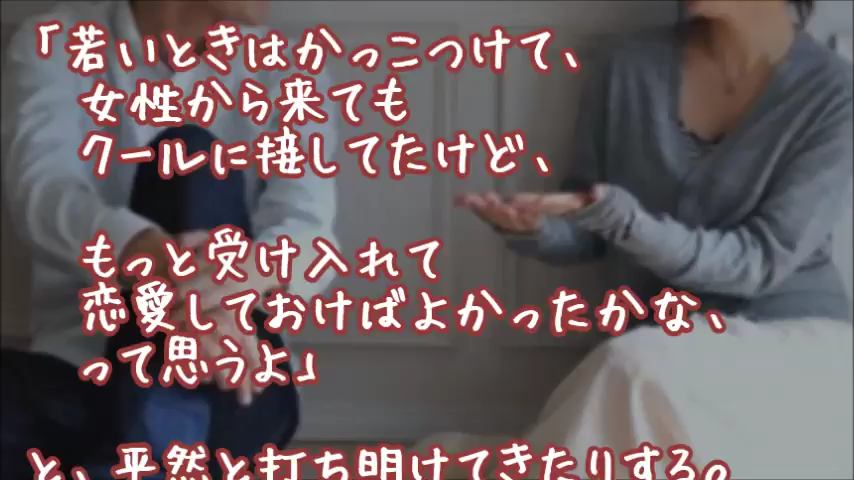 「若いときはかっこつけて、
女性から来ても
クールに接してたけど、
もっと受け入れて
恋愛しておけばよかったかな、
って思うよ」
と、平然と打ち明けてきたりする。